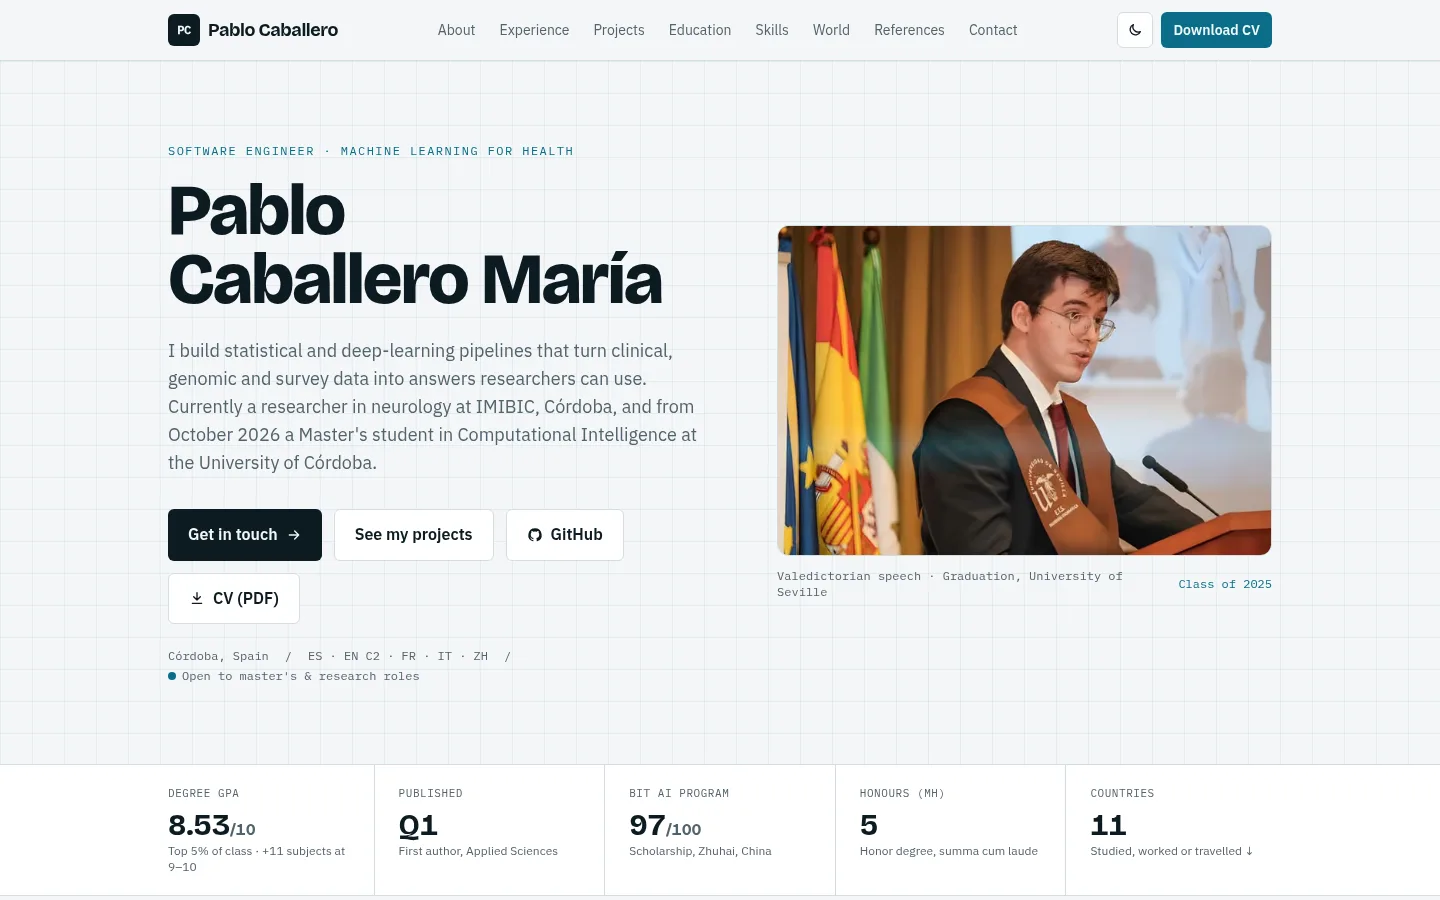 PC Pablo Caballero
About Experience Projects Education Skills World References Contact
Download CV
SOFTWARE ENGINEER · MACHINE LEARNING FOR HEALTH
Pablo
Caballero María
I build statistical and deep-learning pipelines that turn clinical,
genomic and survey data into answers researchers can use.
Currently a researcher in neurology at IMIBIC, Córdoba, and from
October 2026 a Master's student in Computational Intelligence at
the University of Córdoba.
Get in touch → See my projects GitHub
CV (PDF)
Córdoba, Spain / ES · EN C2 · FR · IT · ZH /
Open to master's & research roles
Valedictorian speech · Graduation, University of
Seville
Class of 2025
DEGREE GPA
8.53/10
Top 5% of class · +11 subjects at
9–10
PUBLISHED
Q1
First author, Applied Sciences
BIT AI PROGRAM
97/100
Scholarship, Zhuhai, China
HONOURS (MH)
5
Honor degree, summa cum laude
COUNTRIES
11
Studied, worked or travelled ↓